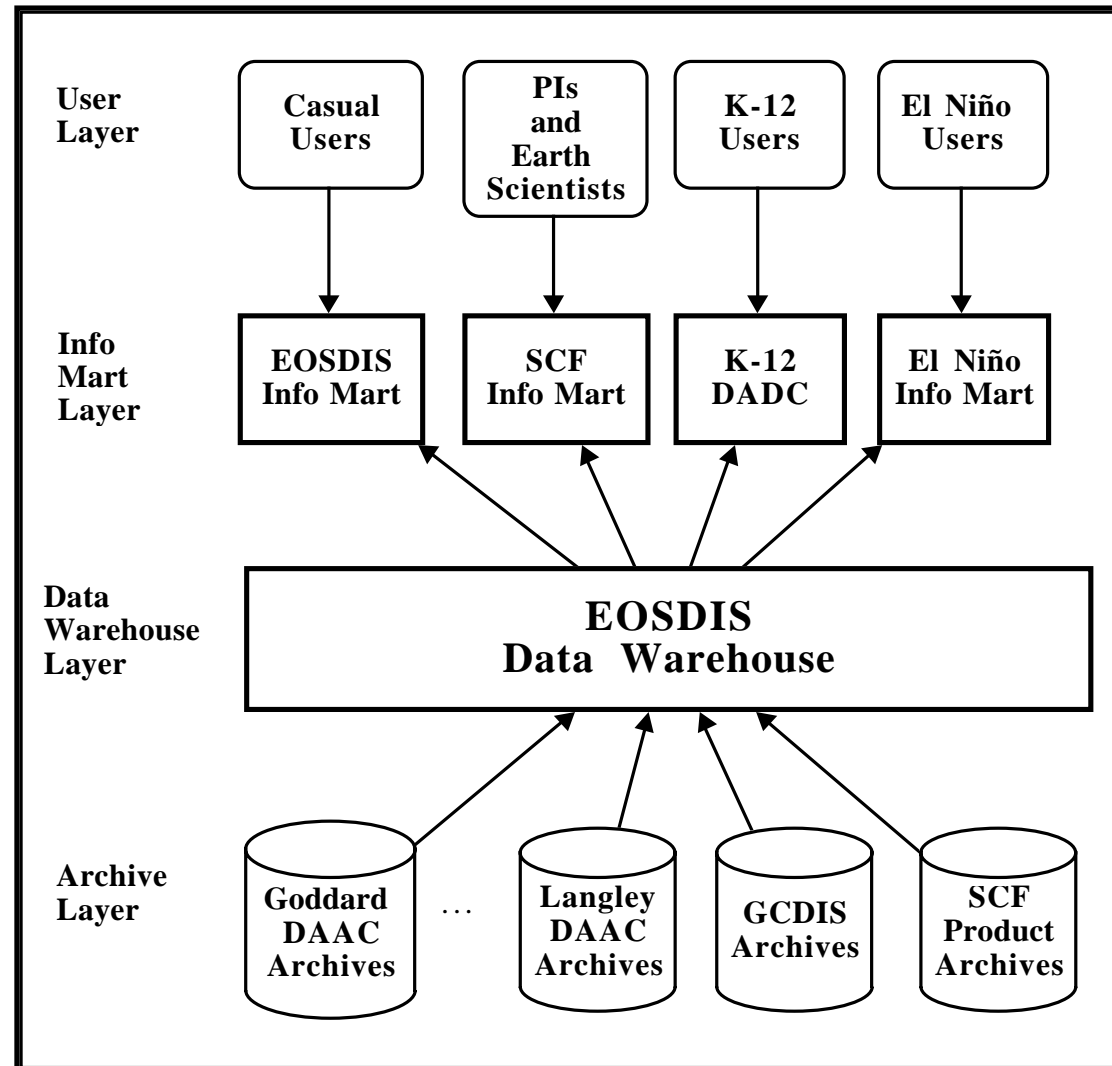 User
Layer
Casual
Users
PIs
and
Earth
Scientists
K-12
Users
El Niño
Users
Info
Mart
Layer
EOSDIS
Info Mart
SCF
Info Mart
K-12
DADC
El Niño
Info Mart
Data
Warehouse
Layer
EOSDIS
Data Warehouse
Archive
Layer
Goddard
DAAC
Archives
...
Langley
DAAC
Archives
GCDIS
Archives
SCF
Product
Archives